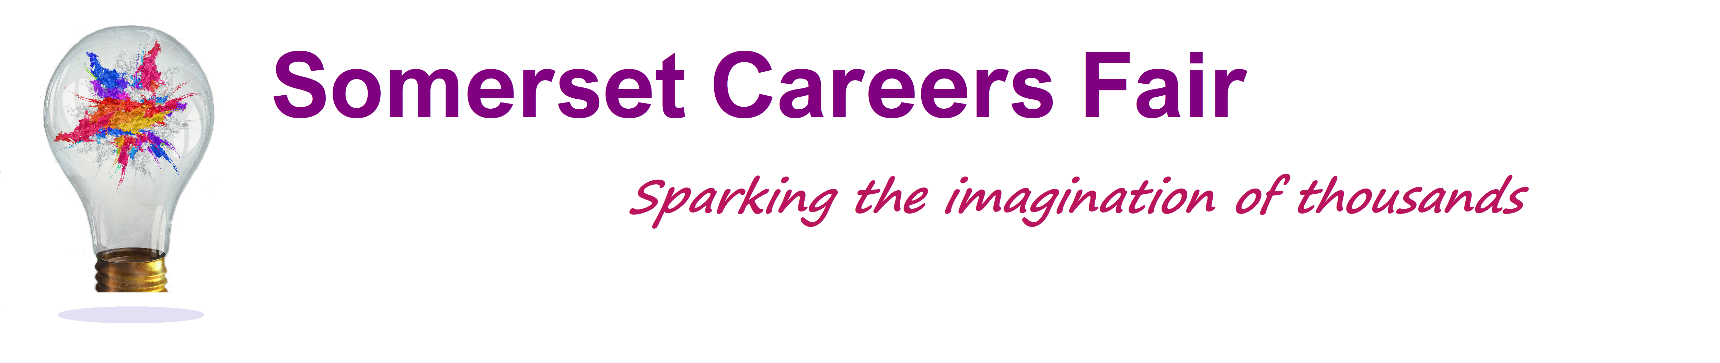 Somerset Careers Fair
Sparking the imagination of thousands